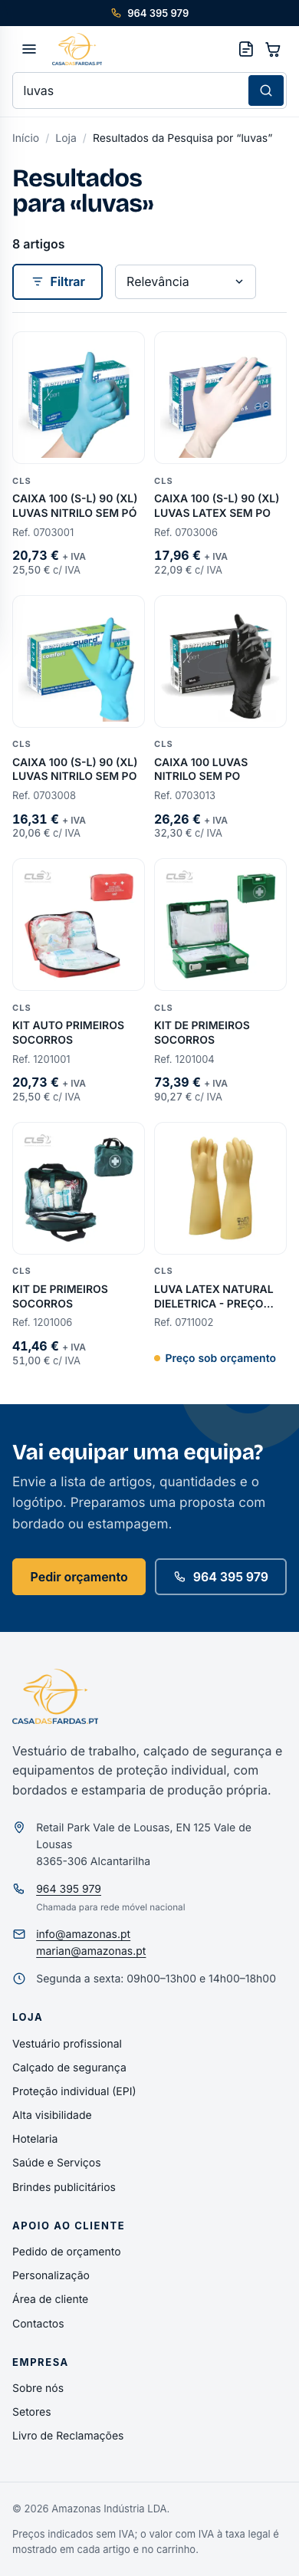 964 395 979
CASADASFARDAS.PT
luvas
Início / Loja / Resultados da Pesquisa por “luvas”
Resultados
para «luvas»
8 artigos
Filtrar
Relevância
CLS
CAIXA 100 (S-L) 90 (XL)
LUVAS NITRILO SEM PÓ
Ref. 0703001
20,73 € + IVA
25,50 € c/ IVA
CLS
CAIXA 100 (S-L) 90 (XL)
LUVAS LATEX SEM PO
Ref. 0703006
17,96 € + IVA
22,09 € c/ IVA
CLS
CAIXA 100 (S-L) 90 (XL)
LUVAS NITRILO SEM PO
Ref. 0703008
16,31 € + IVA
20,06 € c/ IVA
CLS
CAIXA 100 LUVAS
NITRILO SEM PO
Ref. 0703013
26,26 € + IVA
32,30 € c/ IVA
CLS
CLS
KIT AUTO PRIMEIROS
SOCORROS
Ref. 1201001
20,73 € + IVA
25,50 € c/ IVA
CLS
CLS
KIT DE PRIMEIROS
SOCORROS
Ref. 1201004
73,39 € + IVA
90,27 € c/ IVA
CLS
CLS
KIT DE PRIMEIROS
SOCORROS
Ref. 1201006
41,46 € + IVA
51,00 € c/ IVA
CLS
LUVA LATEX NATURAL
DIELETRICA - PREÇO...
Ref. 0711002
Preço sob orçamento
Vai equipar uma equipa?
Envie a lista de artigos, quantidades e o
logótipo. Preparamos uma proposta com
bordado ou estampagem.
Pedir orçamento
964 395 979
CASADASFARDAS.PT
Vestuário de trabalho, calçado de segurança e
equipamentos de proteção individual, com
bordados e estamparia de produção própria.
Retail Park Vale de Lousas, EN 125 Vale de
Lousas
8365-306 Alcantarilha
964 395 979
Chamada para rede móvel nacional
info@amazonas.pt
marian@amazonas.pt
Segunda a sexta: 09h00–13h00 e 14h00–18h00
LOJA
Vestuário profissional
Calçado de segurança
Proteção individual (EPI)
Alta visibilidade
Hotelaria
Saúde e Serviços
Brindes publicitários
APOIO AO CLIENTE
Pedido de orçamento
Personalização
Área de cliente
Contactos
EMPRESA
Sobre nós
Setores
Livro de Reclamações
© 2026 Amazonas Indústria LDA.
Preços indicados sem IVA; o valor com IVA à taxa legal é
mostrado em cada artigo e no carrinho.